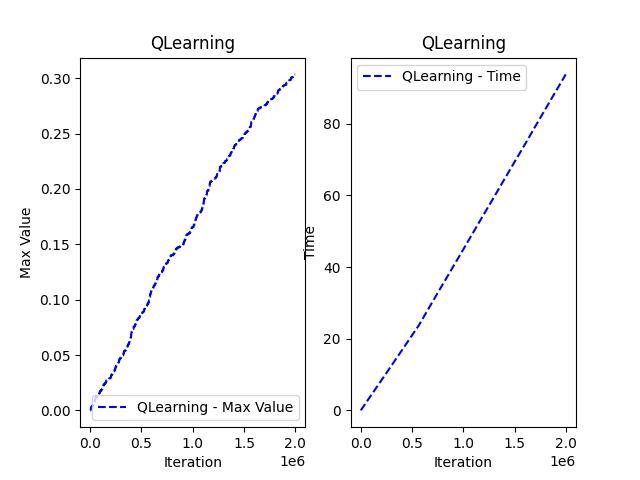 QLearning
Max Value
0.30
0.25
0.20
0.15
0.10
0.05
0.00
QLearning - Max Value
0.0 0.5 1.0 1.5 2.0
1e6
Iteration
QLearning
QLearning - Time
Time
80
60
40
20
0
0.0 0.5 1.0 1.5 2.0
1e6
Iteration